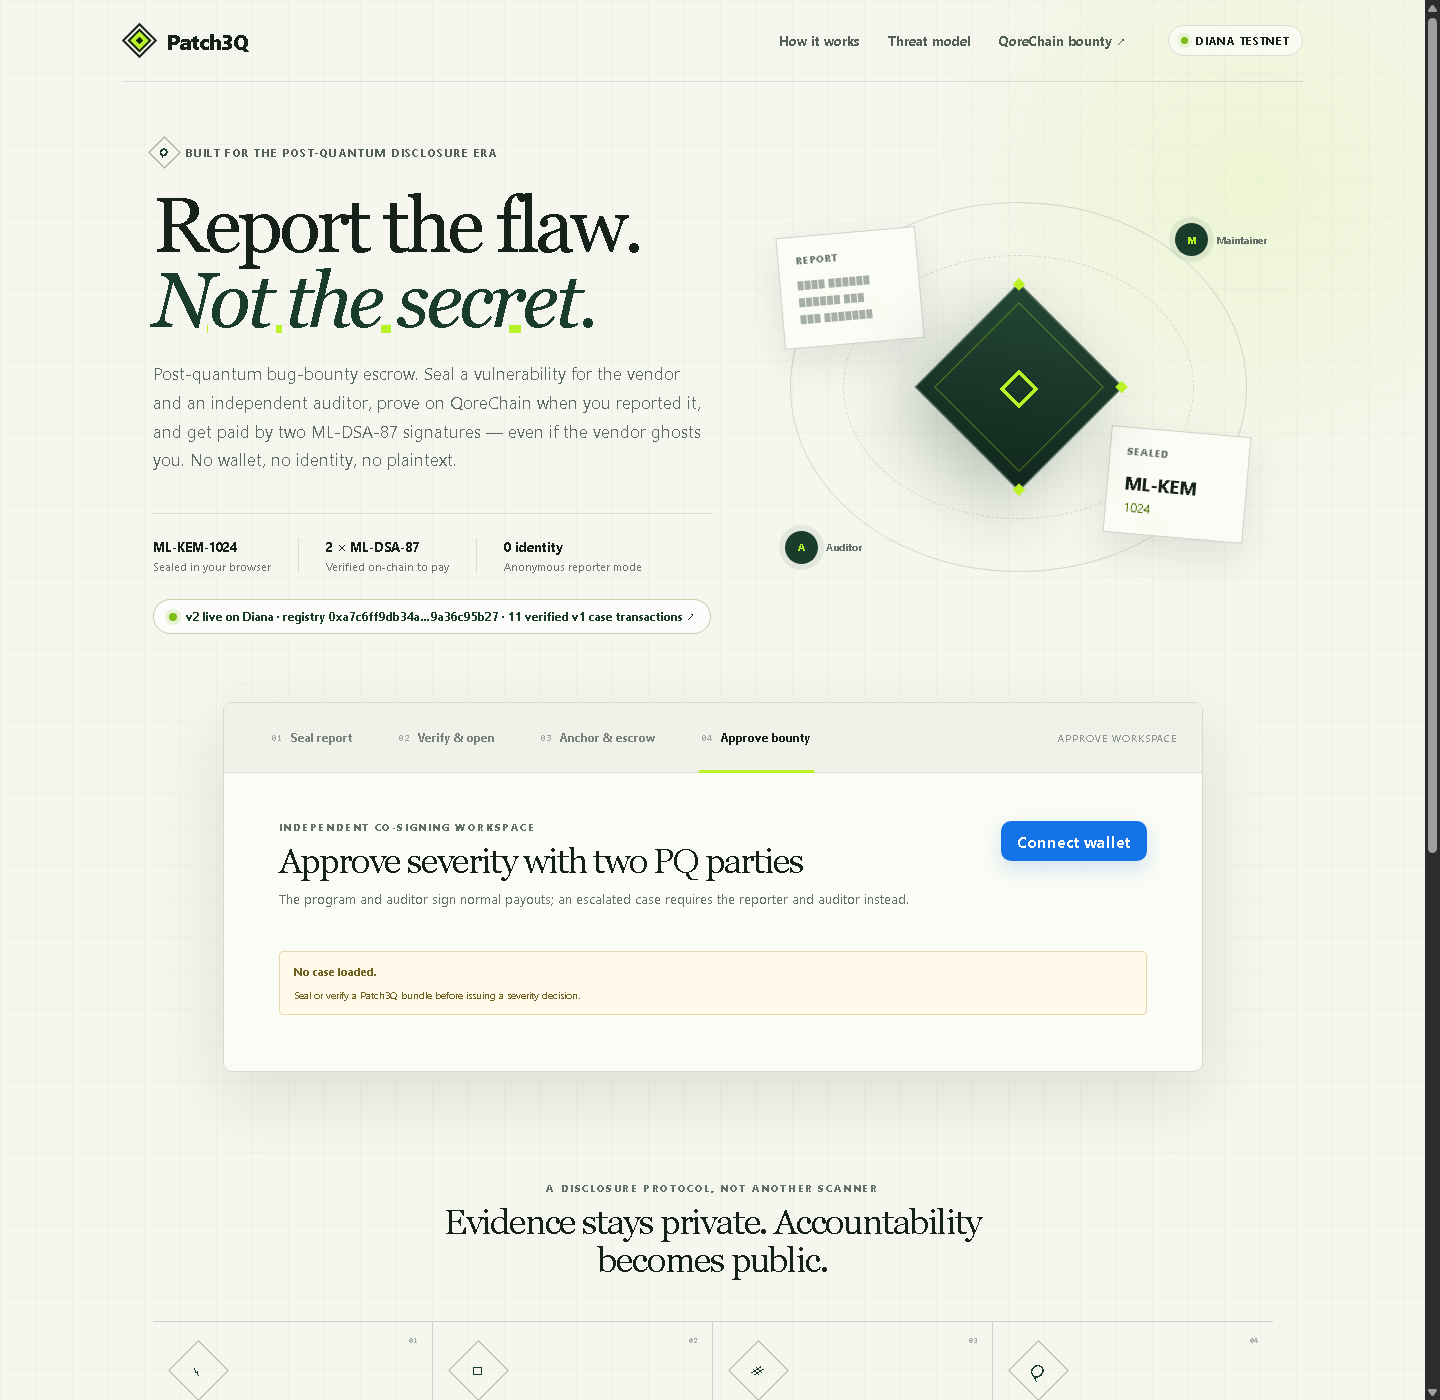 Patch3Q
How it works
Threat model
QoreChain bounty ↗
DIANA TESTNET
BUILT FOR THE POST-QUANTUM DISCLOSURE ERA
Report the flaw.
Not the secret.
Post-quantum bug-bounty escrow. Seal a vulnerability for the vendor
and an independent auditor, prove on QoreChain when you reported it,
and get paid by two ML-DSA-87 signatures — even if the vendor ghosts
you. No wallet, no identity, no plaintext.
ML-KEM-1024
Sealed in your browser
2 × ML-DSA-87
Verified on-chain to pay
0 identity
Anonymous reporter mode
v2 live on Diana · registry 0xa7c6ff9db34a...9a36c95b27 · 11 verified v1 case transactions ↗
REPORT
M
Maintainer
SEALED
ML-KEM
1024
A
Auditor
01 Seal report
02 Verify & open
03 Anchor & escrow
04 Approve bounty
APPROVE WORKSPACE
INDEPENDENT CO-SIGNING WORKSPACE
Approve severity with two PQ parties
The program and auditor sign normal payouts; an escalated case requires the reporter and auditor instead.
Connect wallet
No case loaded.
Seal or verify a Patch3Q bundle before issuing a severity decision.
A DISCLOSURE PROTOCOL, NOT ANOTHER SCANNER
Evidence stays private. Accountability
becomes public.
01
02
03
04